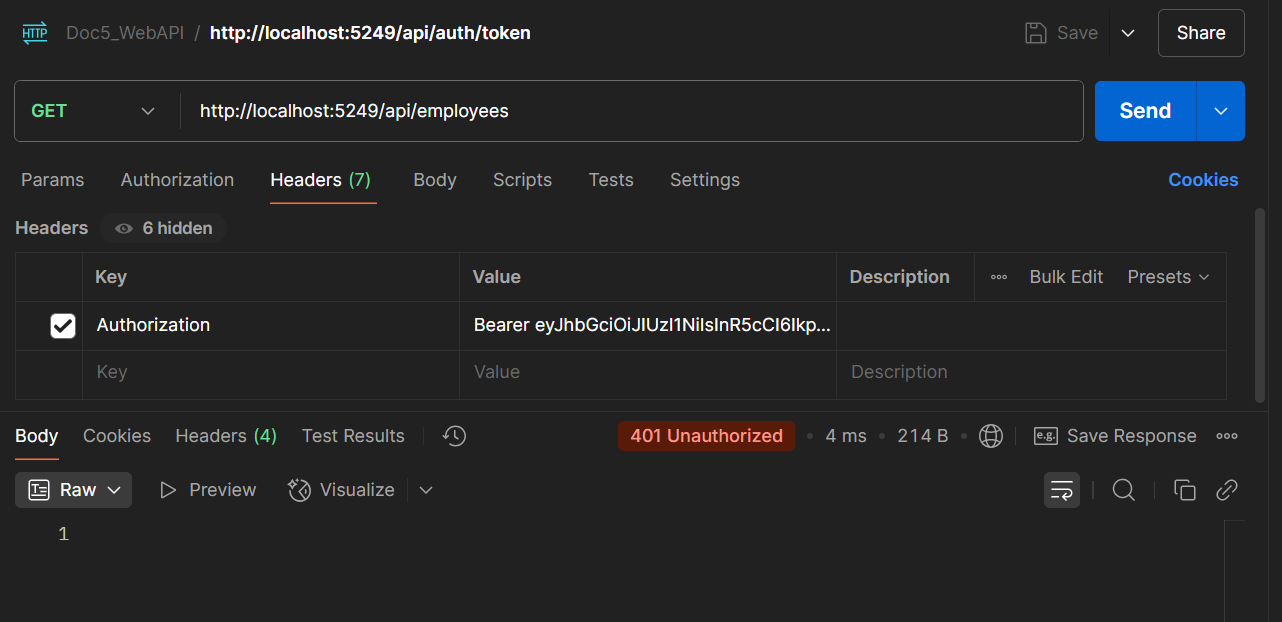 HTTP Doc5_WebAPI / http://localhost:5249/api/auth/token Save Share
GET http://localhost:5249/api/employees Send
Params Authorization Headers (7) Body Scripts Tests Settings Cookies
Headers 6 hidden
Key Value Description Bulk Edit Presets
Authorization Bearer eyJhbGciOiJIUzI1NiIsInR5cCI6Ikp...
Key Value Description
Body Cookies Headers (4) Test Results 401 Unauthorized • 4 ms • 214 B • e.g. Save Response
Raw Preview Visualize
1